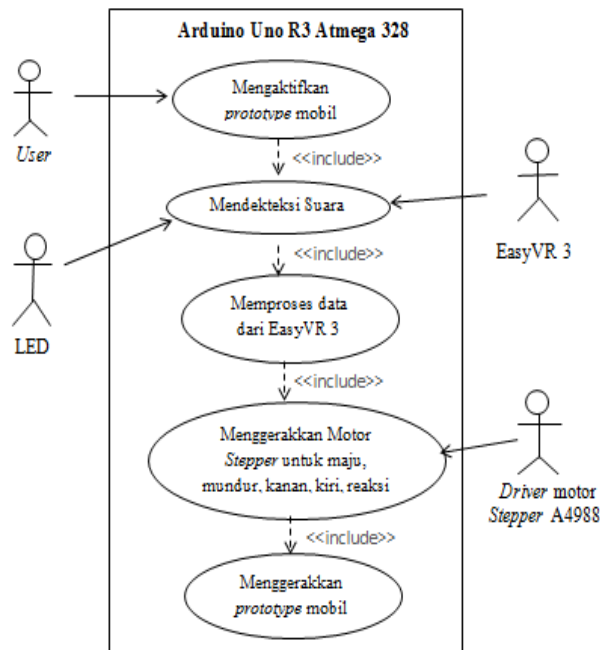 Arduino Uno R3 Atmega 328
Mengaktifkan
prototype mobil
User
<<include>>
Mendekteksi Suara
EasyVR 3
LED
<<include>>
Memproses data
dari EasyVR 3
<<include>>
Menggerakkan Motor
Stepper untuk maju,
mundur, kanan, kiri, reaksi
Driver motor
Stepper A4988
<<include>>
Menggerakkan
prototype mobil